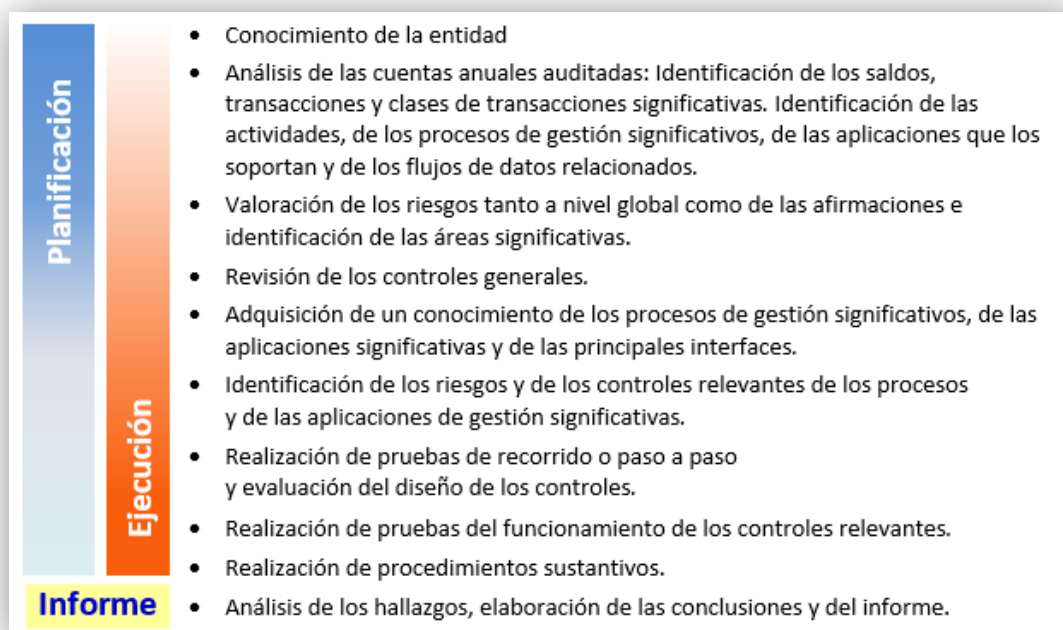 Planificación
Ejecución
• Conocimiento de la entidad
• Análisis de las cuentas anuales auditadas: Identificación de los saldos,
transacciones y clases de transacciones significativas. Identificación de las
actividades, de los procesos de gestión significativos, de las aplicaciones que los
soportan y de los flujos de datos relacionados.
• Valoración de los riesgos tanto a nivel global como de las afirmaciones e
identificación de las áreas significativas.
• Revisión de los controles generales.
• Adquisición de un conocimiento de los procesos de gestión significativos, de las
aplicaciones significativas y de las principales interfaces.
• Identificación de los riesgos y de los controles relevantes de los procesos
y de las aplicaciones de gestión significativas.
• Realización de pruebas de recorrido o paso a paso
y evaluación del diseño de los controles.
• Realización de pruebas del funcionamiento de los controles relevantes.
• Realización de procedimientos sustantivos.
Informe
• Análisis de los hallazgos, elaboración de las conclusiones y del informe.